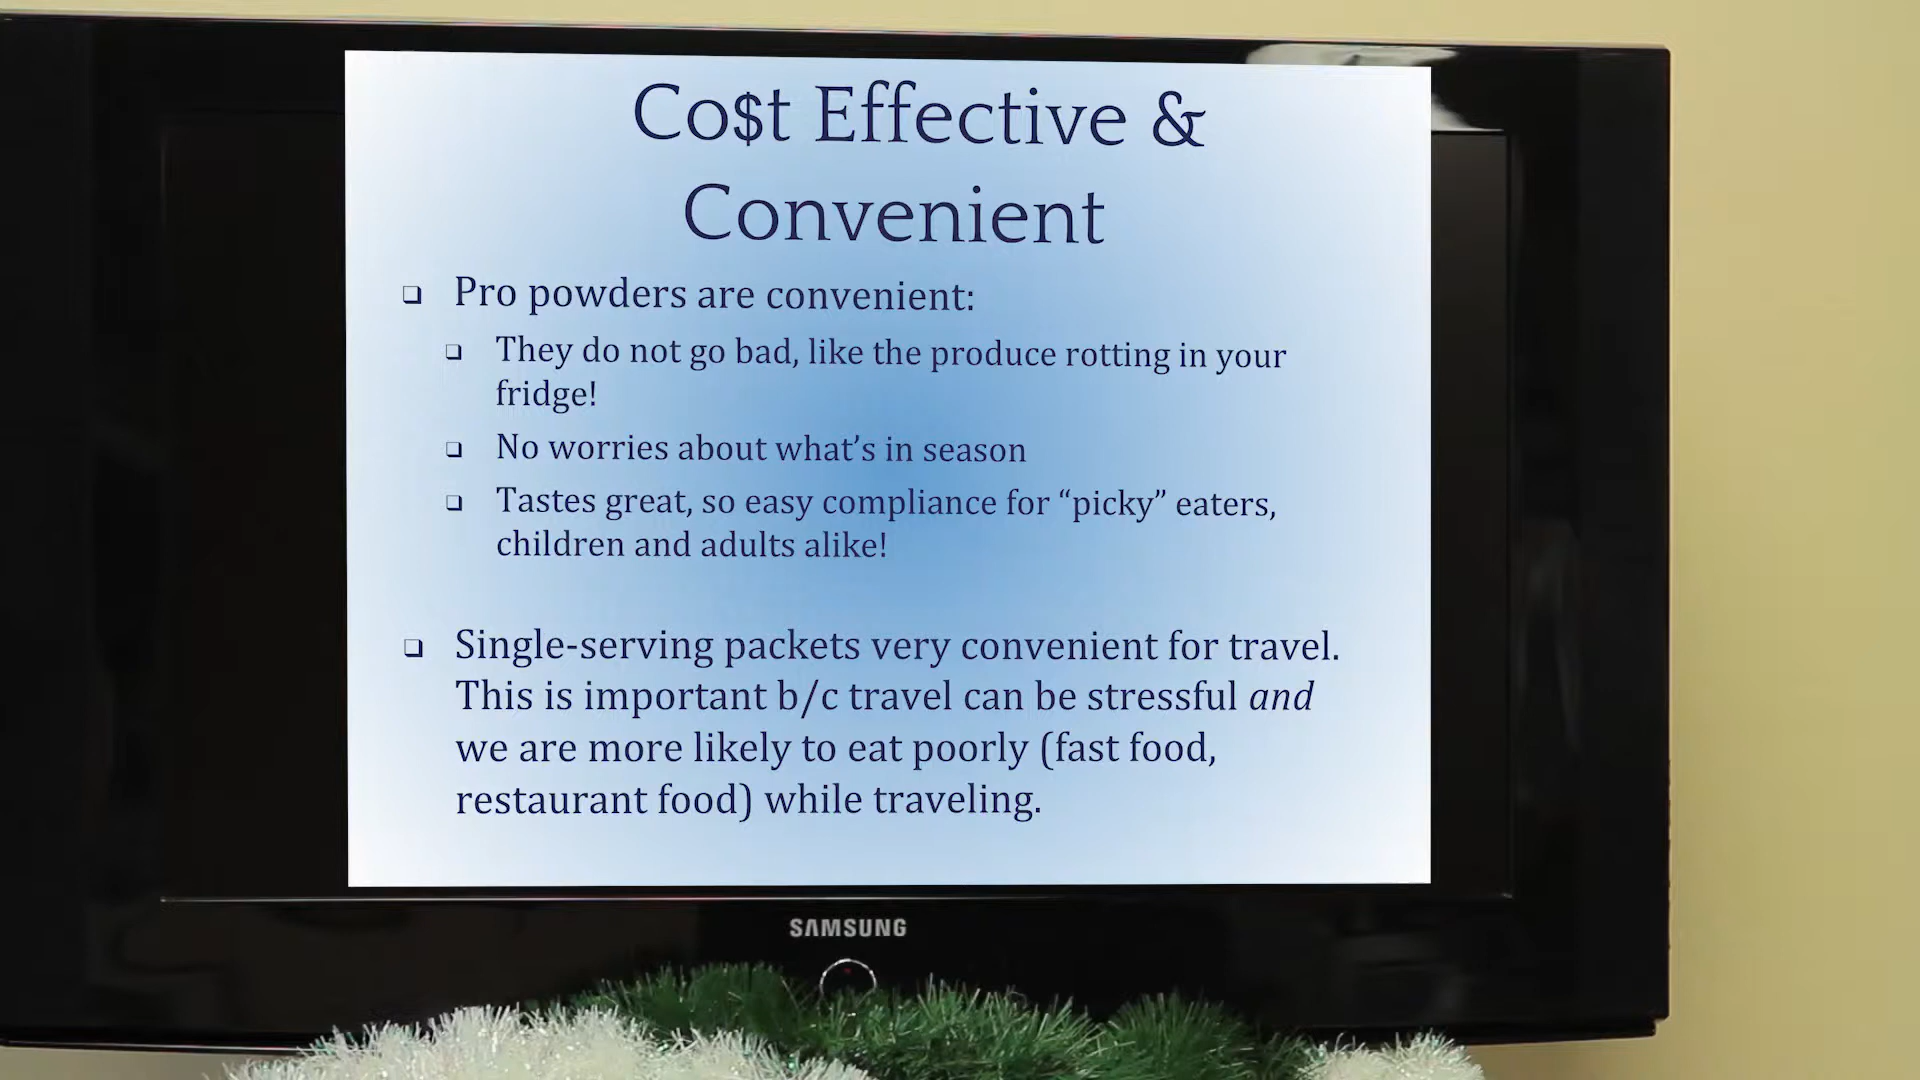 Co$t Effective &
Convenient
❑ Pro powders are convenient:
❑ They do not go bad, like the produce rotting in your
fridge!
❑ No worries about what’s in season
❑ Tastes great, so easy compliance for “picky” eaters,
children and adults alike!
❑ Single-serving packets very convenient for travel.
This is important b/c travel can be stressful and
we are more likely to eat poorly (fast food,
restaurant food) while traveling.
SAMSUNG